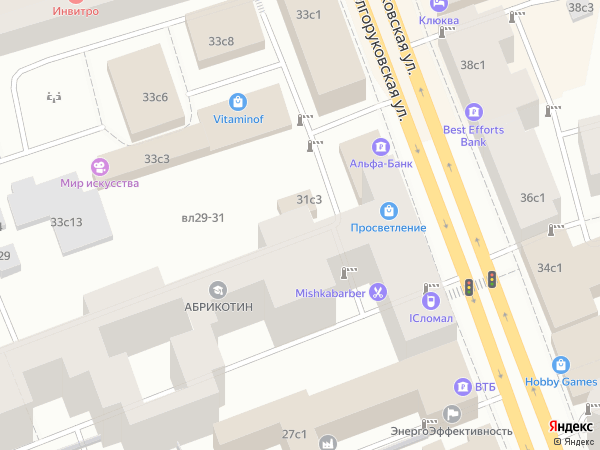 Инвитро
33с8
33с1
Клюква
38с3
Долгоруковская ул.
38с1
33с6
Vitaminof
Best Efforts
Bank
33с3
Альфа-Банк
Мир искусства
31с3
36с1
вл29-31
33с13
Просветление
29
34с1
Mishkabarber
АБРИКОТИН
IСломал
Hobby Games
ВТБ
ЭнергоЭффективность
27с1
Яндекс
© Яндекс